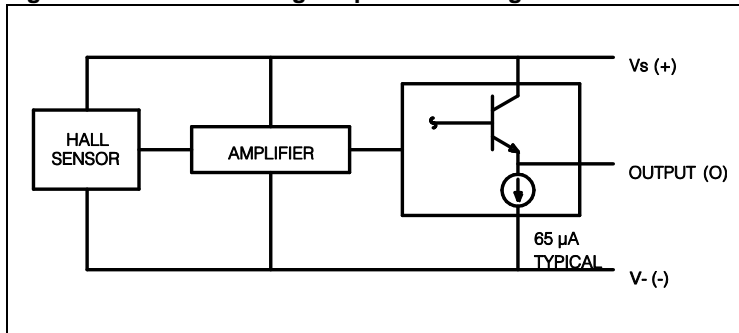 Vs (+)
HALL
SENSOR
AMPLIFIER
OUTPUT (O)
65 µA
TYPICAL
V- (-)